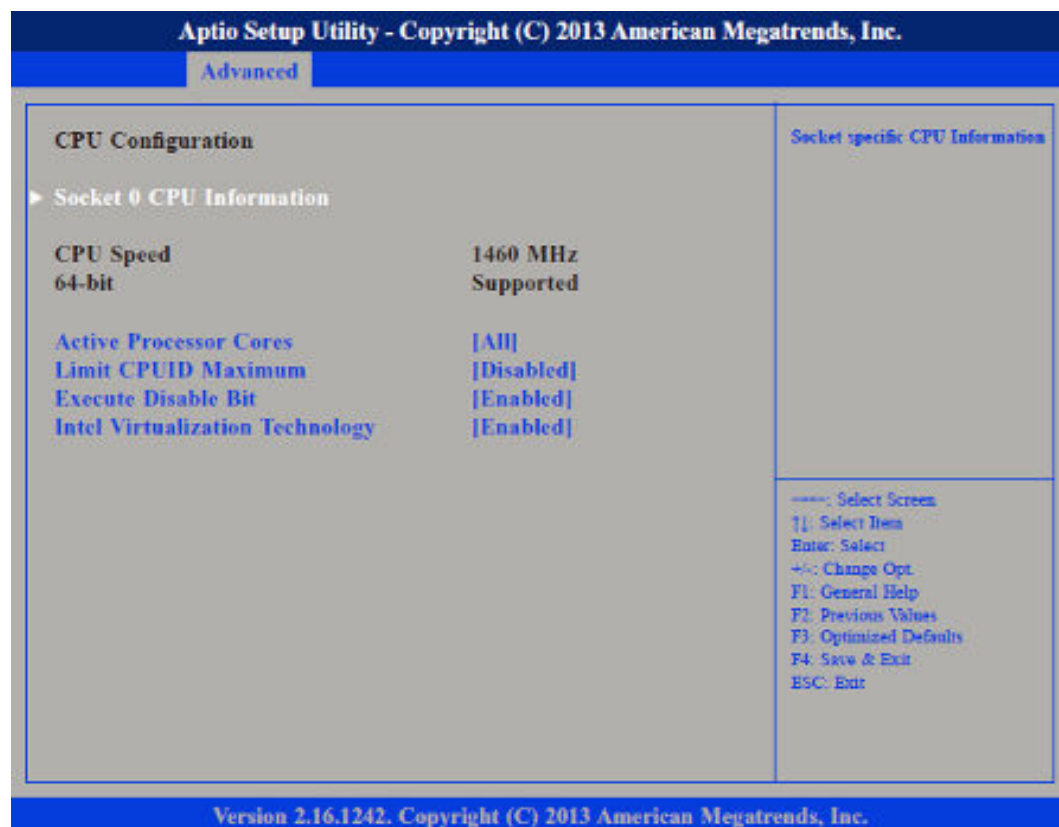 Aptio Setup Utility - Copyright (C) 2013 American Megatrends, Inc.
Advanced
CPU Configuration
Socket specific CPU Information
► Socket 0 CPU Information
CPU Speed 1460 MHz
64-bit Supported
Active Processor Cores [All]
Limit CPUID Maximum [Disabled]
Execute Disable Bit [Enabled]
Intel Virtualization Technology [Enabled]
: Select Screen
↑↓: Select Item
Enter: Select
+/-: Change Opt.
F1: General Help
F2: Previous Values
F3: Optimized Defaults
F4: Save & Exit
ESC: Exit
Version 2.16.1242. Copyright (C) 2013 American Megatrends, Inc.